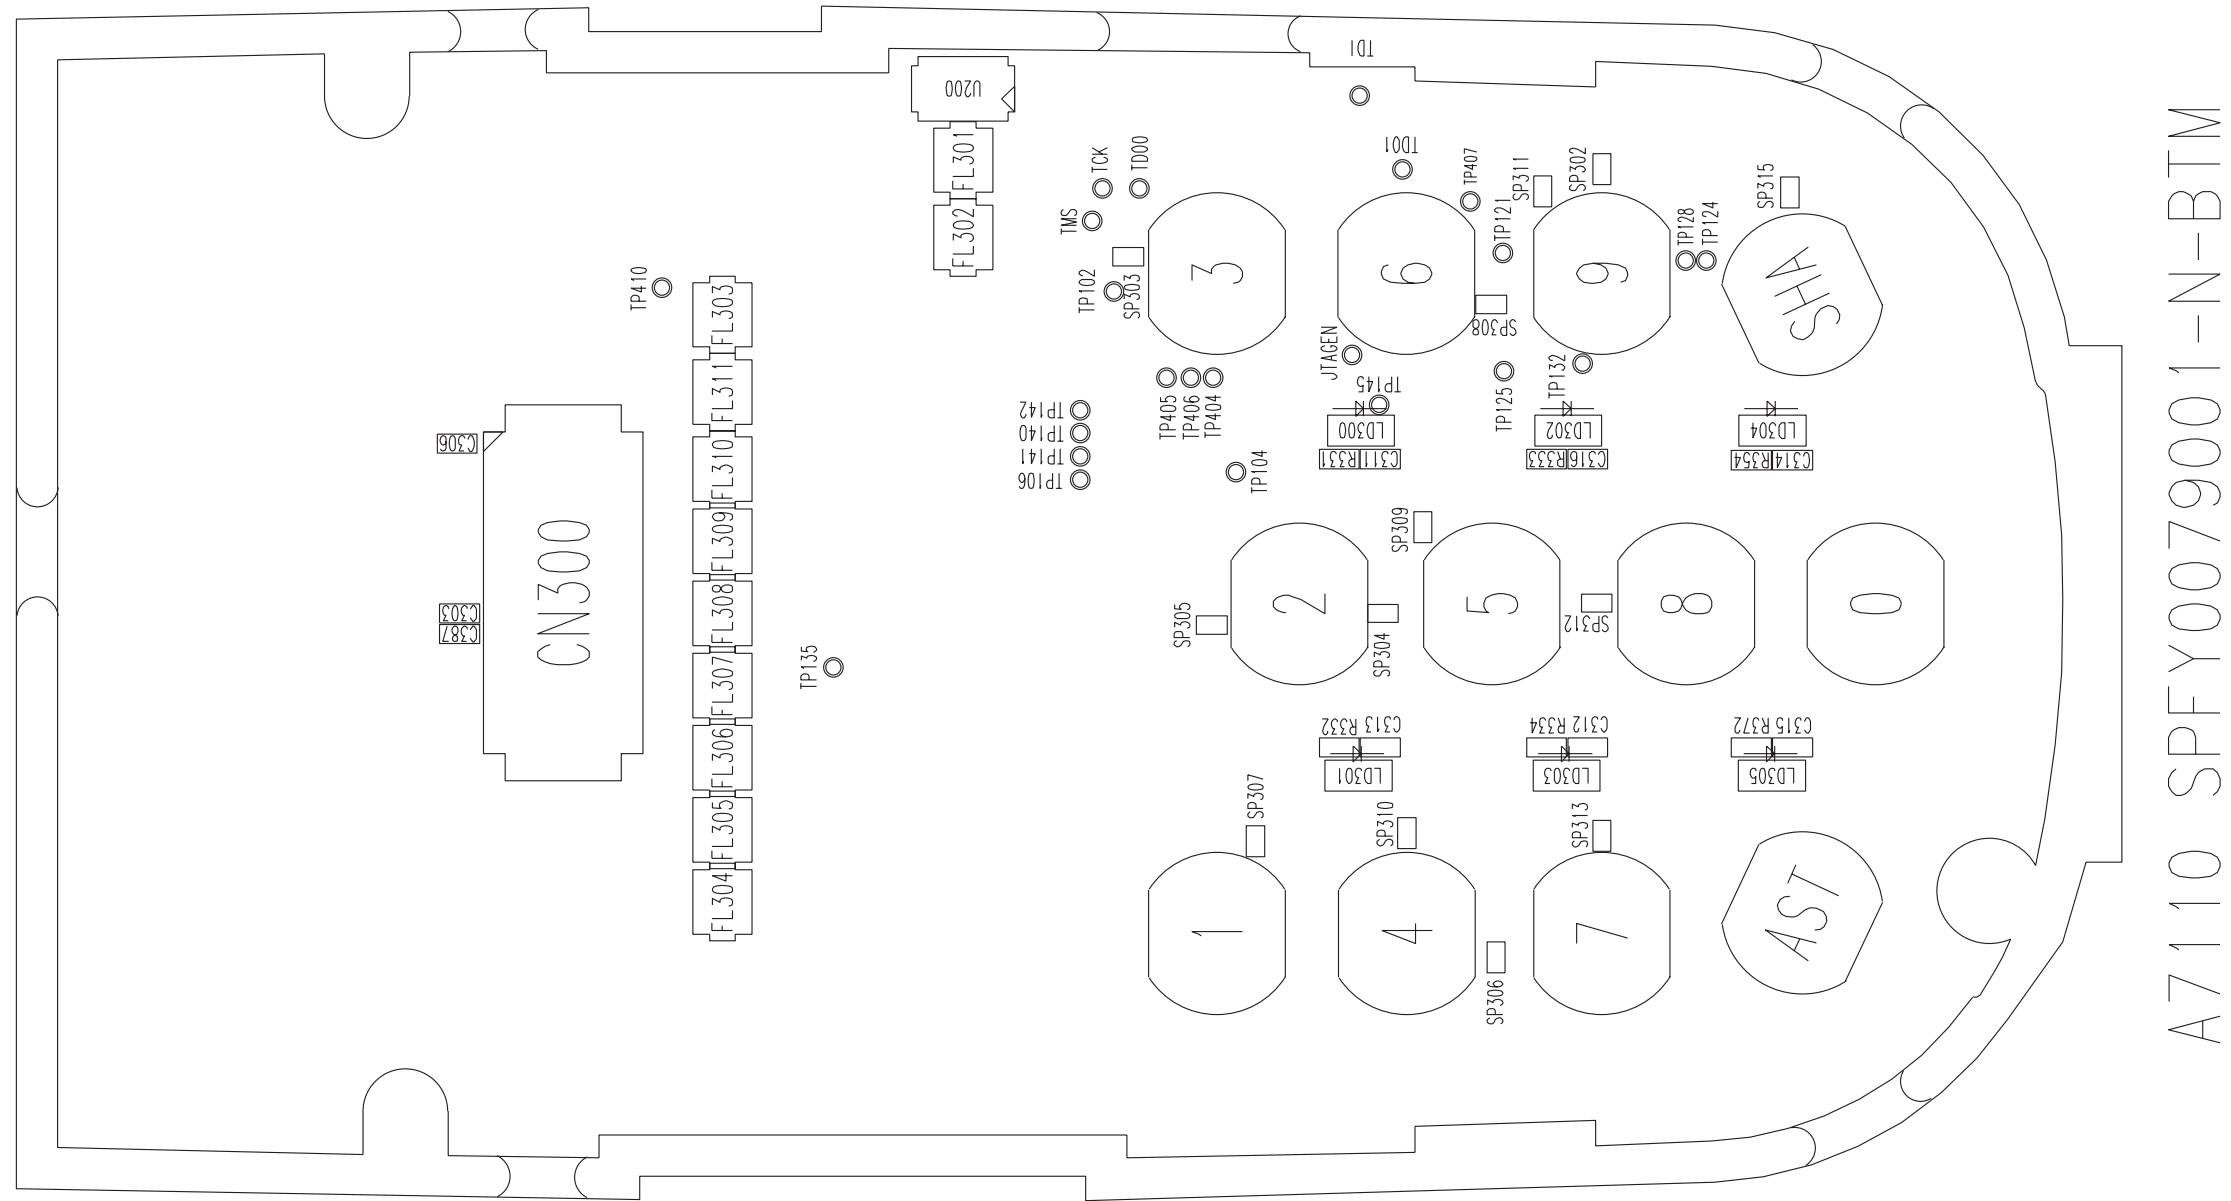 TDI
U200
FL301
FL302
TCK
TDO0
TMS
TDO1
TP407
SP311
SP302
SP315
TP121
TP128
TP124
TP410
TP102
SP303
3
6
9
SHA
SP308
JTAGEN
TP145
TP125
TP132
FL303
FL311
FL310
FL309
FL308
FL307
FL306
FL305
FL304
TP405
TP406
TP404
TP142
TP140
TP141
TP106
TP104
LD300
R331
C311
LD302
R333
C316
LD304
R354
C314
C306
CN300
C303
C387
TP135
SP309
SP305
2
SP304
5
SP312
8
0
R332
C313
LD301
R334
C312
LD303
C315
R372
LD305
SP307
SP310
SP313
1
4
SP306
7
AST
A7110 SPFY0079001-N-BTM